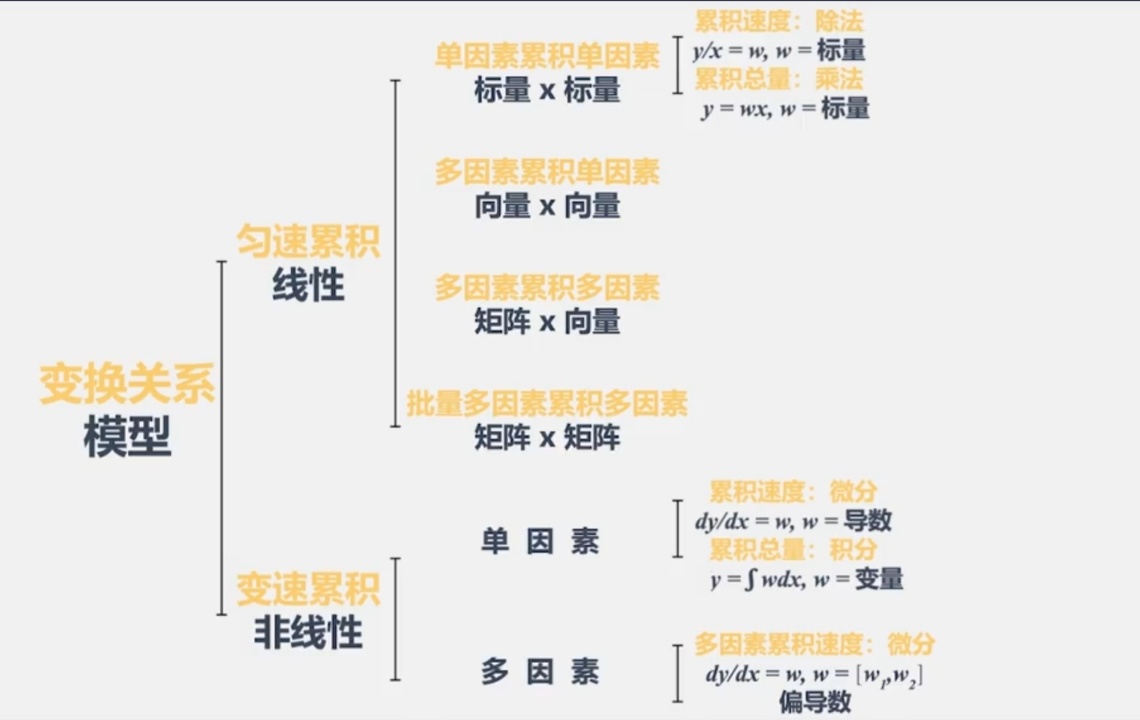 变换关系
模型
匀速累积
线性
单因素累积单因素
标量 x 标量
累积速度：除法
y/x = w, w = 标量
累积总量：乘法
y = wx, w = 标量
多因素累积单因素
向量 x 向量
多因素累积多因素
矩阵 x 向量
批量多因素累积多因素
矩阵 x 矩阵
变速累积
非线性
单 因 素
累积速度：微分
dy/dx = w, w = 导数
累积总量：积分
y = ∫ wdx, w = 变量
多 因 素
多因素累积速度：微分
dy/dx = w, w = [w₁,w₂]
偏导数